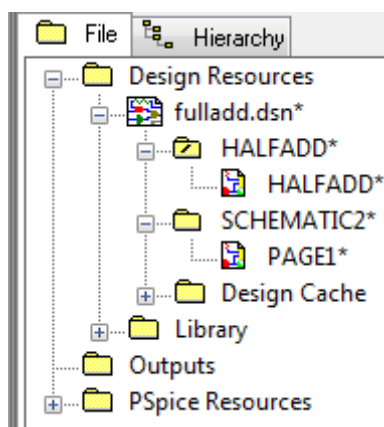 File Hierarchy
Design Resources
fulladd.dsn*
HALFADD*
HALFADD*
SCHEMATIC2*
PAGE1*
Design Cache
Library
Outputs
PSpice Resources